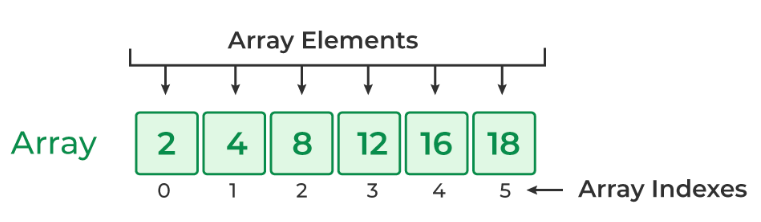 Array Elements
Array 2 4 8 12 16 18
0 1 2 3 4 5 Array Indexes